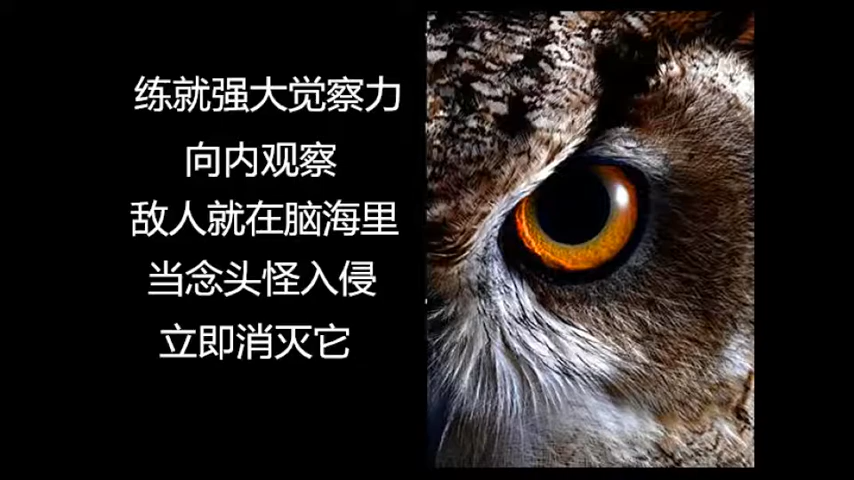 练就强大觉察力
向内观察
敌人就在脑海里
当念头怪入侵
立即消灭它